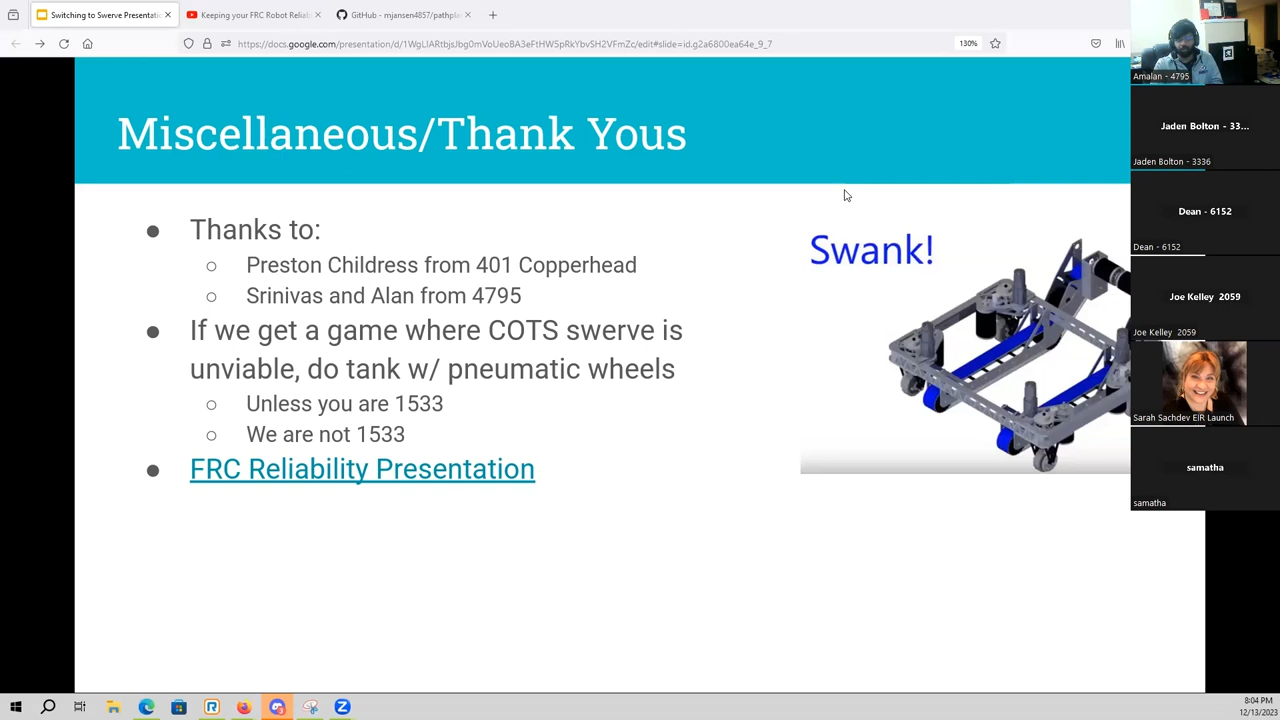 Switching to Swerve Presentati
Keeping your FRC Robot Reliab
GitHub - mjansen4857/pathpl
https://docs.google.com/presentation/d/1WgLIARtbjsJbg0mVoUeoBA3eFtHW5pRkYbvSH2VFmZc/edit#slide=id.g2a6800ea64e_9_7
130%
Miscellaneous/Thank Yous
Thanks to:
Preston Childress from 401 Copperhead
Srinivas and Alan from 4795
If we get a game where COTS swerve is
unviable, do tank w/ pneumatic wheels
Unless you are 1533
We are not 1533
FRC Reliability Presentation
Swank!
Amalan - 4795
Jaden Bolton - 33...
Jaden Bolton - 3336
Dean - 6152
Dean - 6152
Joe Kelley 2059
Joe Kelley 2059
Sarah Sachdev EIR Launch
samatha
samatha
8:04 PM
12/13/2023